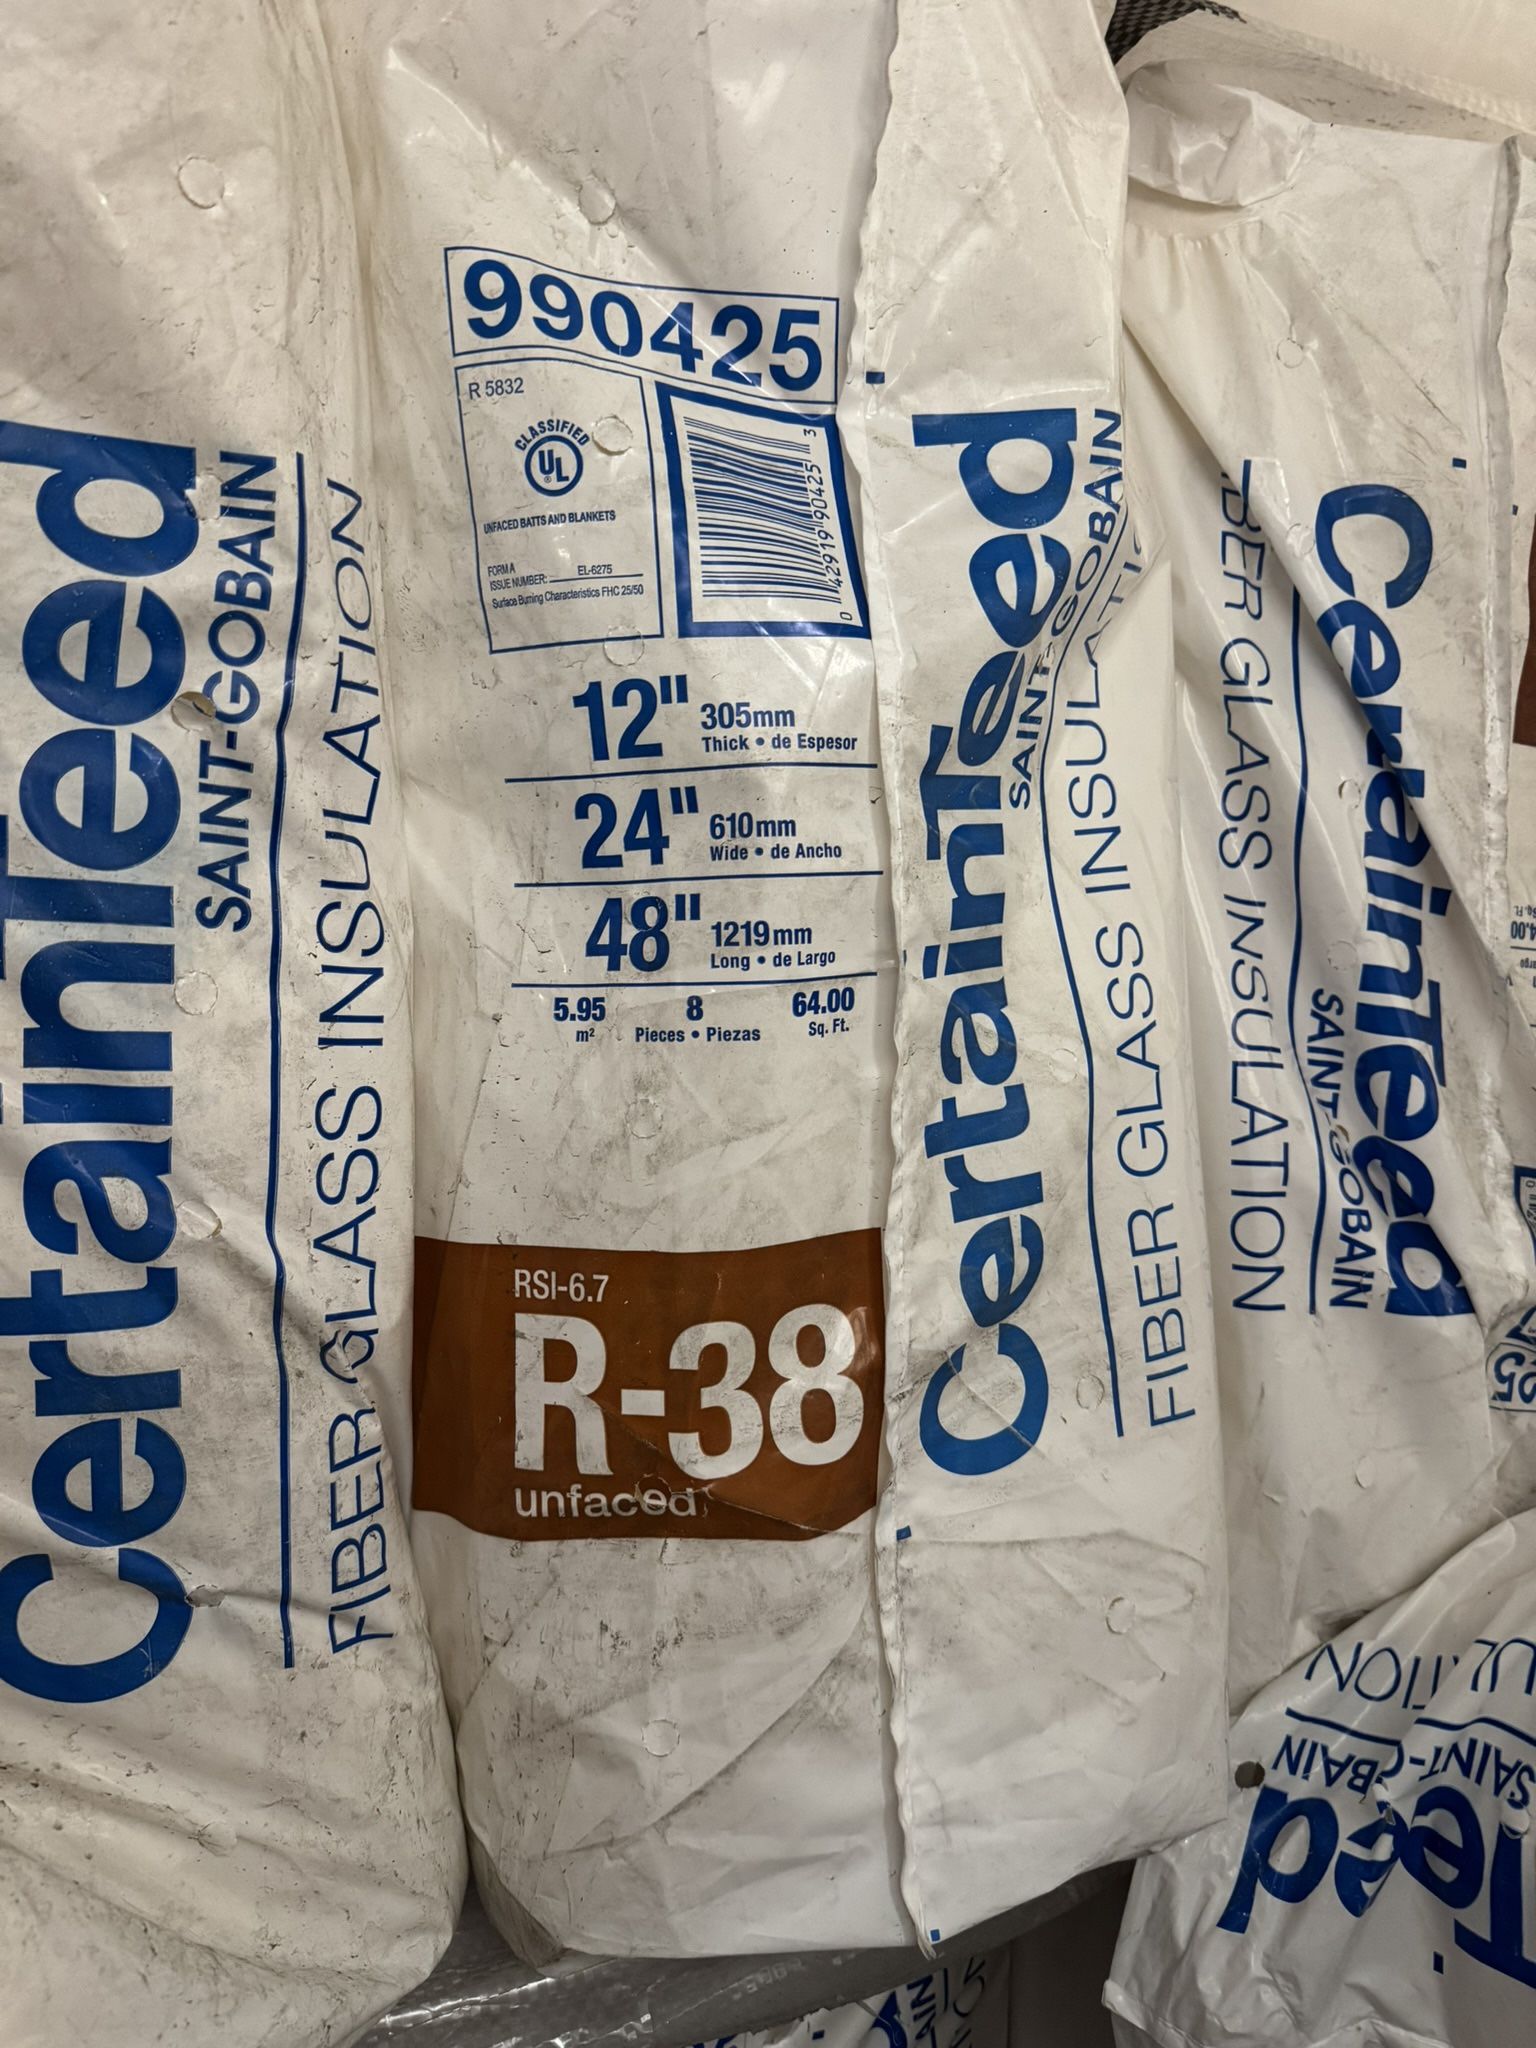 CertainTeed
SAINT-GOBAIN
FIBER GLASS INSULATION
990425
R 5832
CLASSIFIED
UL
®
UNFACED BATTS AND BLANKETS
FORM A
ISSUE NUMBER: EL-6275
Surface Burning Characteristics FHC 25/50
0 42919 90425 3
12" 305mm
Thick • de Espesor
24" 610mm
Wide • de Ancho
48" 1219mm
Long • de Largo
5.95 8 64.00
m² Pieces • Piezas Sq. Ft.
RSI-6.7
R-38
unfaced
CertainTeed
SAINT-GOBAIN
FIBER GLASS INSULATION
CertainTeed
SAINT-GOBAIN
BER GLASS INSULATION